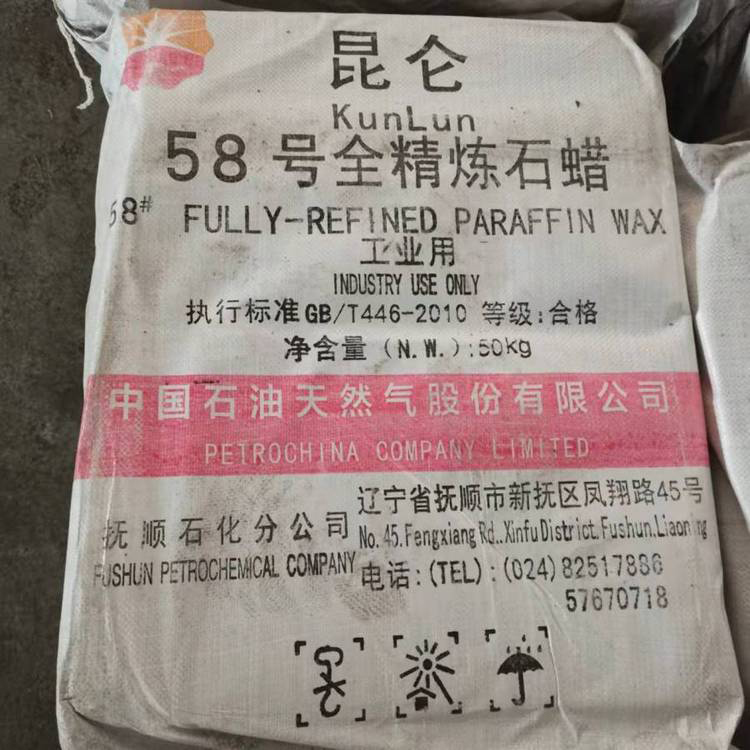 昆仑
KunLun
58号全精炼石蜡
58# FULLY-REFINED PARAFFIN WAX
工业用
INDUSTRY USE ONLY
执行标准GB/T446-2010 等级:合格
净含量(N.W.):50kg
中国石油天然气股份有限公司
PETROCHINA COMPANY LIMITED
抚顺石化分公司
FUSHUN PETROCHEMICAL COMPANY
辽宁省抚顺市新抚区凤翔路45号
No.45.Fengxiang Rd..Xinfu District.Fushun.Liaoning
电话:(TEL):(024)82517886
57670718